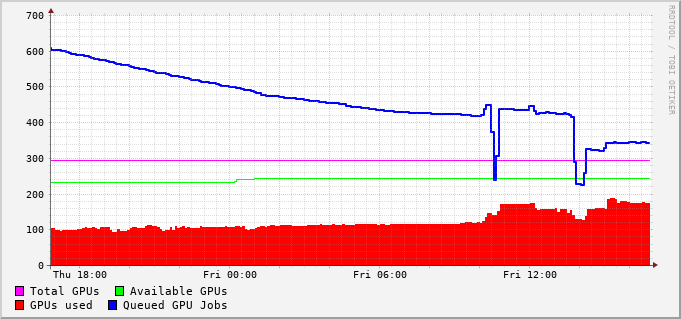 700
600
500
400
300
200
100
0
Thu 18:00 Fri 00:00 Fri 06:00 Fri 12:00
Total GPUs Available GPUs
GPUs used Queued GPU Jobs
RRDTOOL / TOBI OETIKER